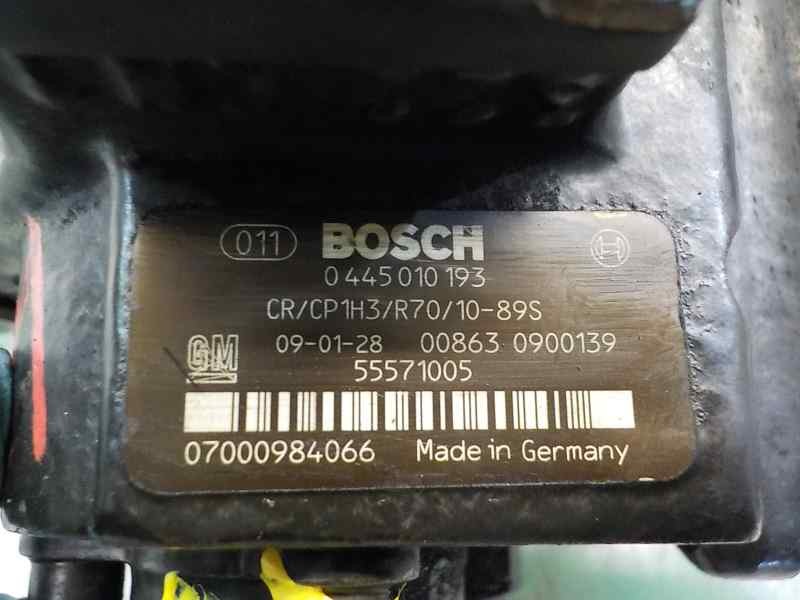 011 BOSCH
0 445 010 193
CR/CP1H3/R70/10-89S
GM 09-01-28 00863 0900139
55571005
07000984066 Made in Germany